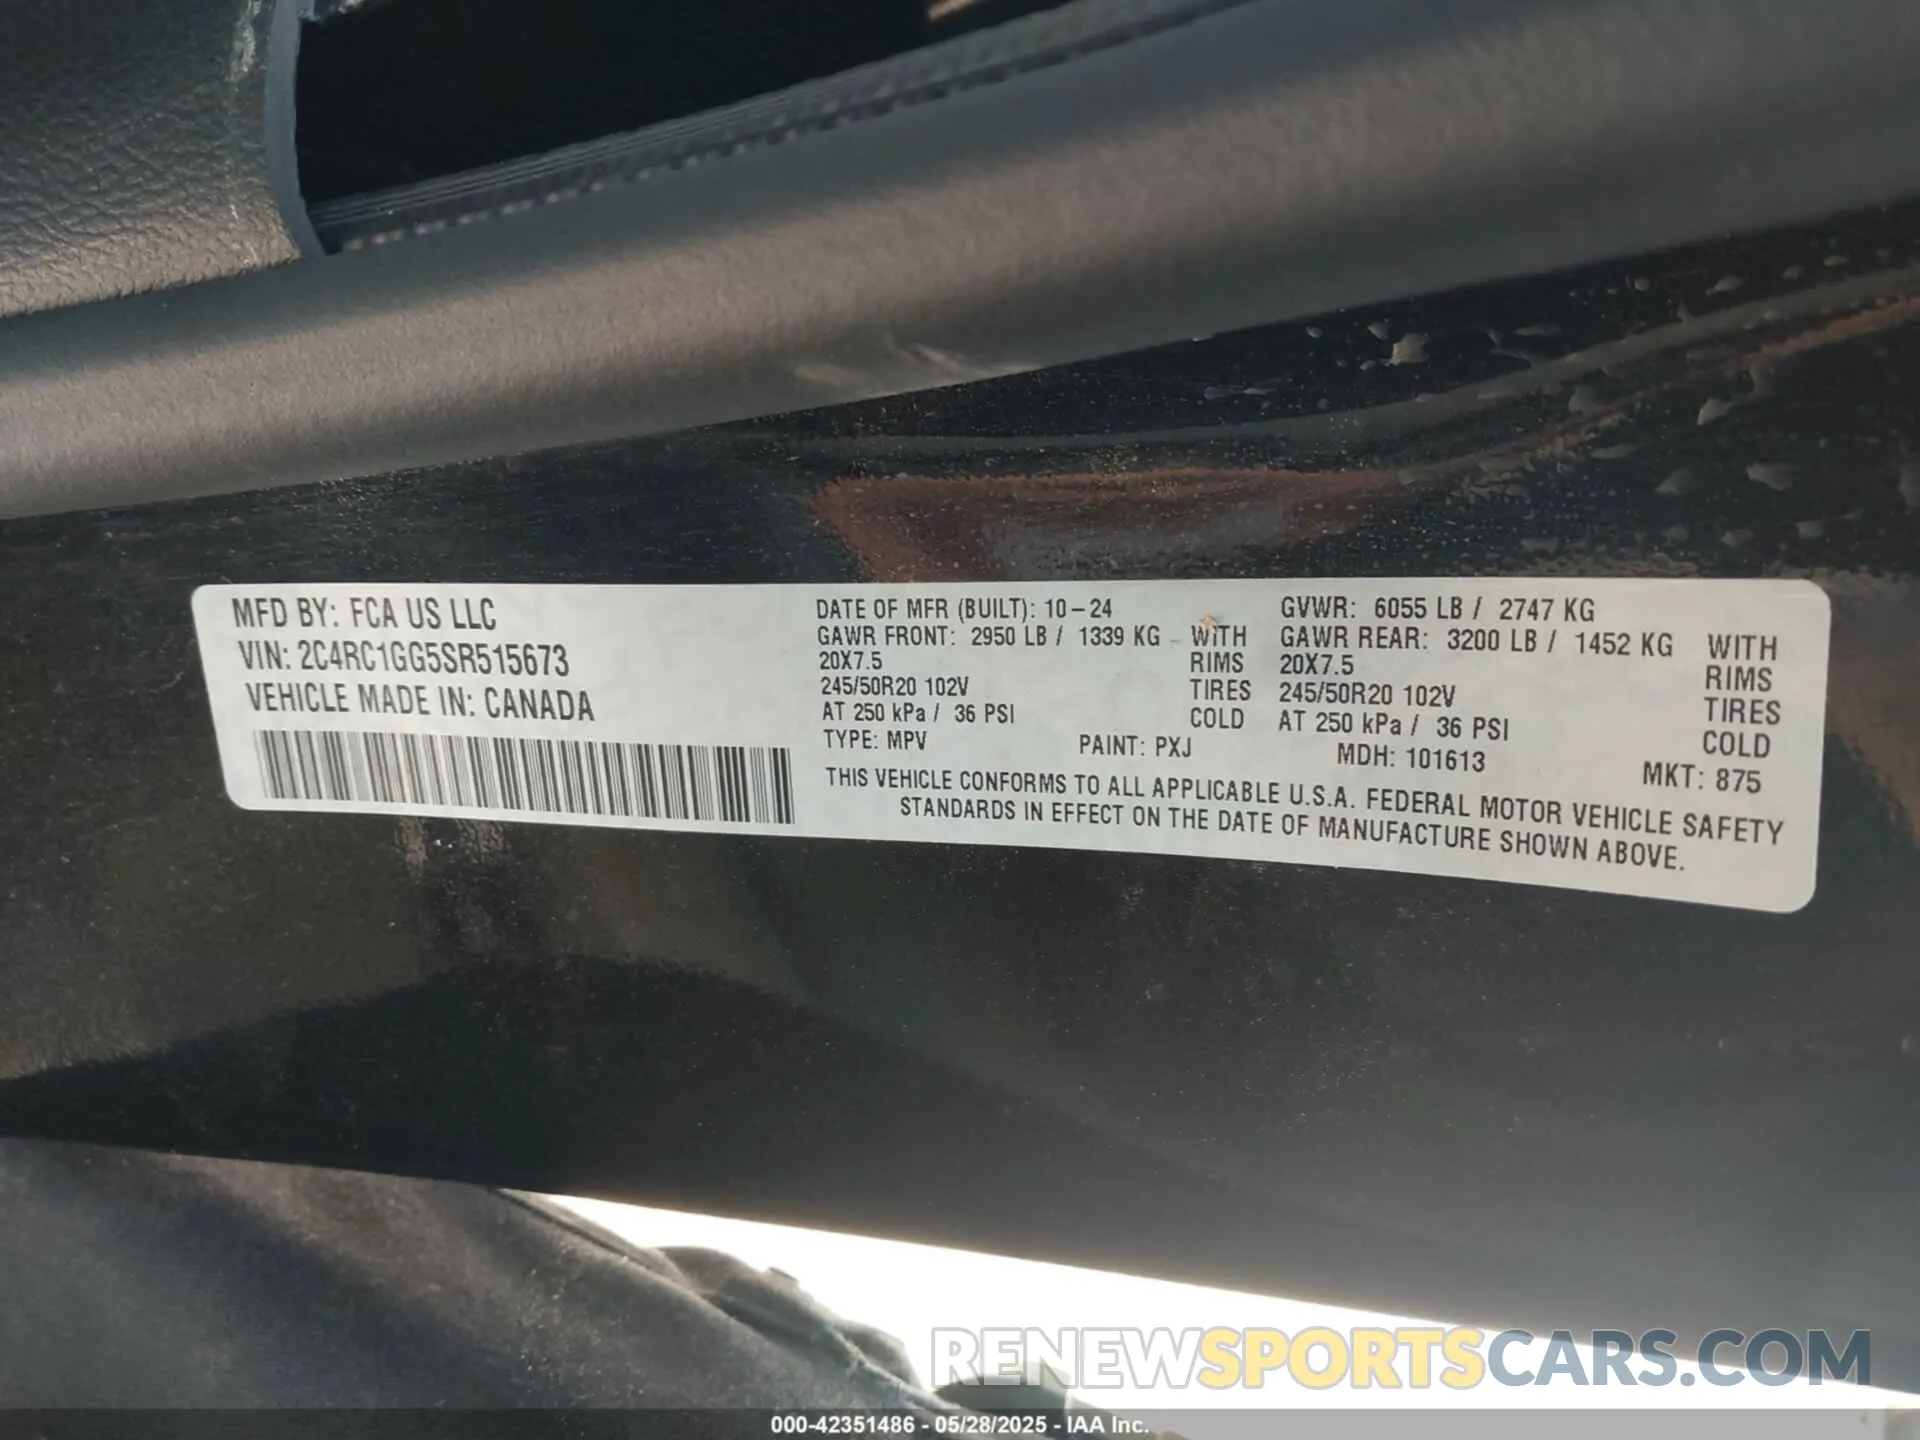 MFD BY: FCA US LLC
VIN: 2C4RC1GG5SR515673
VEHICLE MADE IN: CANADA
DATE OF MFR (BUILT): 10-24
GAWR FRONT: 2950 LB / 1339 KG WITH
20X7.5 RIMS
245/50R20 102V TIRES
AT 250 kPa / 36 PSI COLD
TYPE: MPV PAINT: PXJ
GVWR: 6055 LB / 2747 KG
GAWR REAR: 3200 LB / 1452 KG WITH
20X7.5 RIMS
245/50R20 102V TIRES
AT 250 kPa / 36 PSI COLD
MDH: 101613 MKT: 875
THIS VEHICLE CONFORMS TO ALL APPLICABLE U.S.A. FEDERAL MOTOR VEHICLE SAFETY
STANDARDS IN EFFECT ON THE DATE OF MANUFACTURE SHOWN ABOVE.
RENEWSPORTSCARS.COM
000-42351486 - 05/28/2025 - IAA Inc.